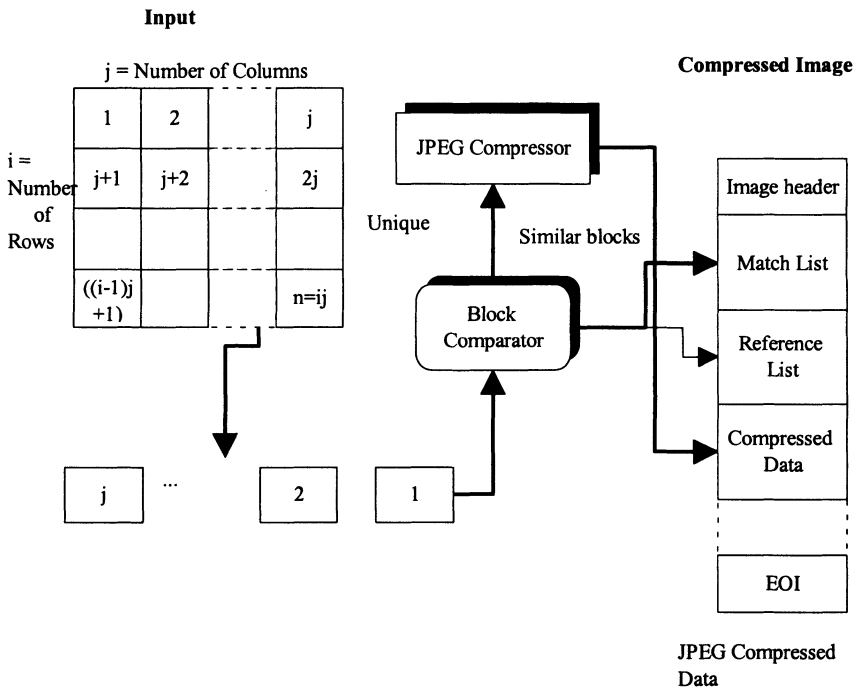 Input
j = Number of Columns
Compressed Image
1 2 j
i =
Number
of
Rows
j+1 j+2 2j
((i-1)j
+1)
n=ij
JPEG Compressor
Unique
Similar blocks
Block
Comparator
Image header
Match List
Reference
List
Compressed
Data
j ... 2 1
EOI
JPEG Compressed
Data